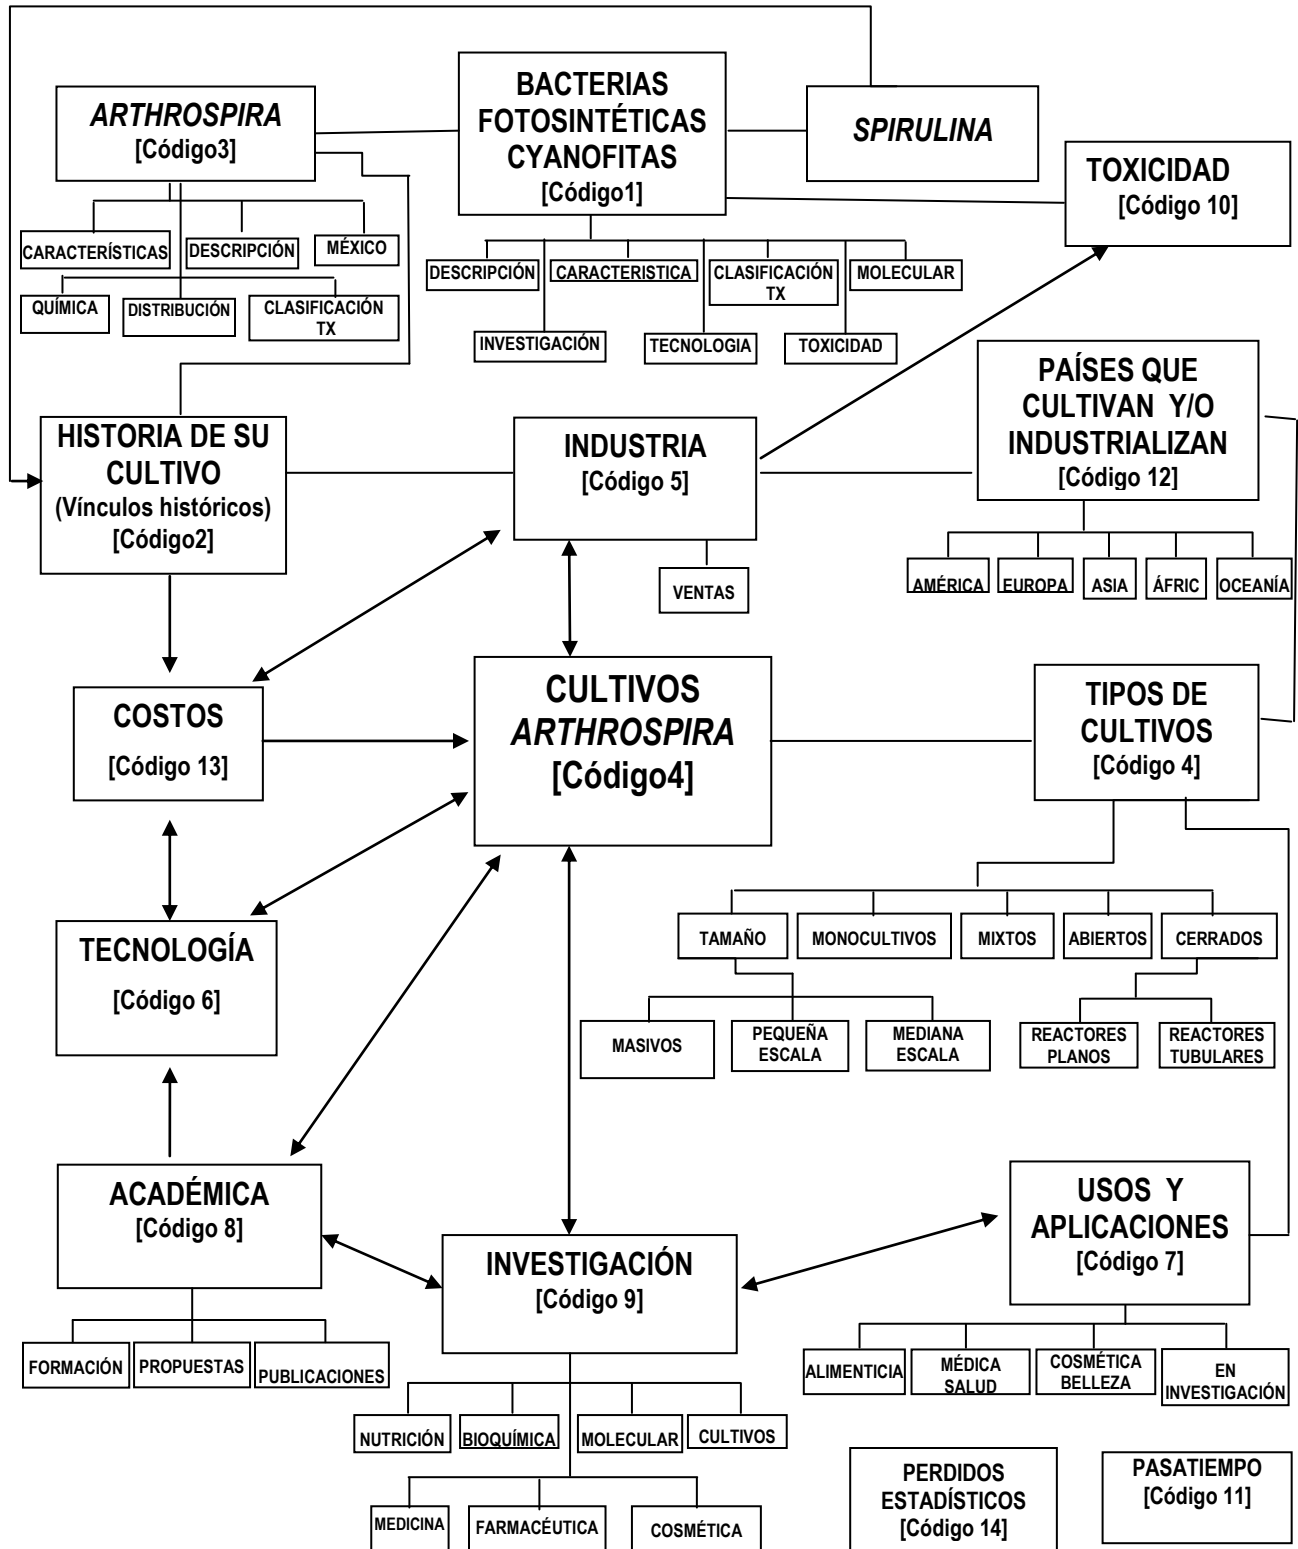 BACTERIAS
FOTOSINTÉTICAS
CYANOFITAS
[Código1]
ARTHROSPIRA
[Código3]
SPIRULINA
TOXICIDAD
[Código 10]
CARACTERÍSTICAS
DESCRIPCIÓN
MÉXICO
QUÍMICA
DISTRIBUCIÓN
CLASIFICACIÓN
TX
DESCRIPCIÓN
CARACTERISTICA
CLASIFICACIÓN
TX
MOLECULAR
INVESTIGACIÓN
TECNOLOGIA
TOXICIDAD
PAÍSES QUE
CULTIVAN Y/O
INDUSTRIALIZAN
[Código 12]
HISTORIA DE SU
CULTIVO
(Vínculos históricos)
[Código2]
INDUSTRIA
[Código 5]
VENTAS
AMÉRICA
EUROPA
ASIA
ÁFRIC
OCEANÍA
COSTOS
[Código 13]
CULTIVOS
ARTHROSPIRA
[Código4]
TIPOS DE
CULTIVOS
[Código 4]
TAMAÑO
MONOCULTIVOS
MIXTOS
ABIERTOS
CERRADOS
TECNOLOGÍA
[Código 6]
MASIVOS
PEQUEÑA
ESCALA
MEDIANA
ESCALA
REACTORES
PLANOS
REACTORES
TUBULARES
ACADÉMICA
[Código 8]
INVESTIGACIÓN
[Código 9]
USOS Y
APLICACIONES
[Código 7]
FORMACIÓN
PROPUESTAS
PUBLICACIONES
ALIMENTICIA
MÉDICA
SALUD
COSMÉTICA
BELLEZA
EN
INVESTIGACIÓN
NUTRICIÓN
BIOQUÍMICA
MOLECULAR
CULTIVOS
MEDICINA
FARMACÉUTICA
COSMÉTICA
PERDIDOS
ESTADÍSTICOS
[Código 14]
PASATIEMPO
[Código 11]